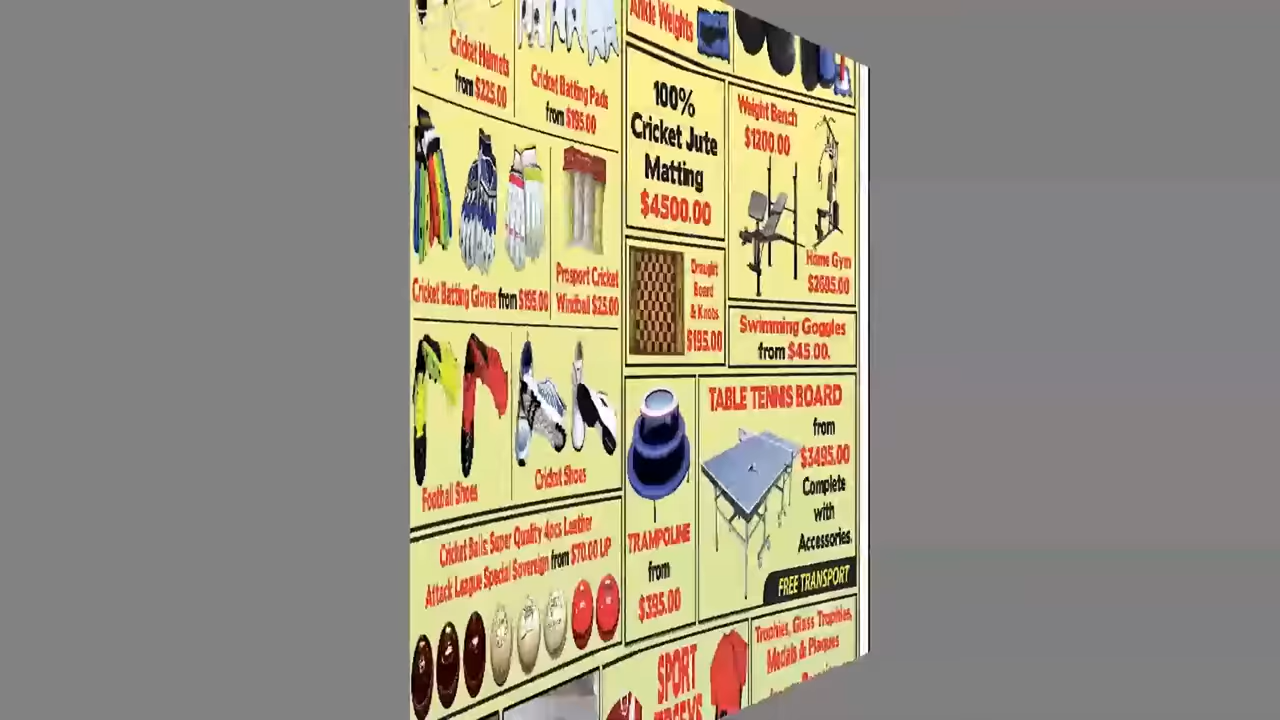 Ankle Weights
Cricket Helmets
from $225.00
Cricket Batting Pads
from $195.00
100%
Cricket Jute
Matting
$4500.00
Weight Bench
$1200.00
Home Gym
$2695.00
Cricket Batting Gloves from $195.00
Prosport Cricket
Windball $25.00
Draught
Board
& Knobs
$195.00
Swimming Goggles
from $45.00.
Football Shoes
Cricket Shoes
TRAMPOLINE
from
$395.00
TABLE TENNIS BOARD
from
$3495.00
Complete
with
Accessories.
FREE TRANSPORT
Cricket Balls: Super Quality 4pcs Leather
Attack League Special Sovereign from $70.00 UP
SPORT
Trophies, Glass Trophies,
Medals & Plaques